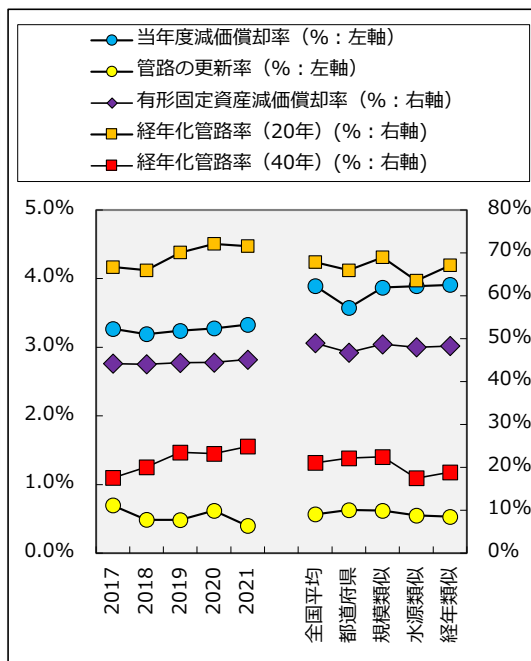 当年度減価償却率（%：左軸）
管路の更新率（%：左軸）
有形固定資産減価償却率（%：右軸）
経年化管路率（20年）(%：右軸)
経年化管路率（40年）(%：右軸)
5.0%
4.0%
3.0%
2.0%
1.0%
0.0%
80%
70%
60%
50%
40%
30%
20%
10%
0%
2017
2018
2019
2020
2021
全国平均
都道府県
規模類似
水源類似
経年類似